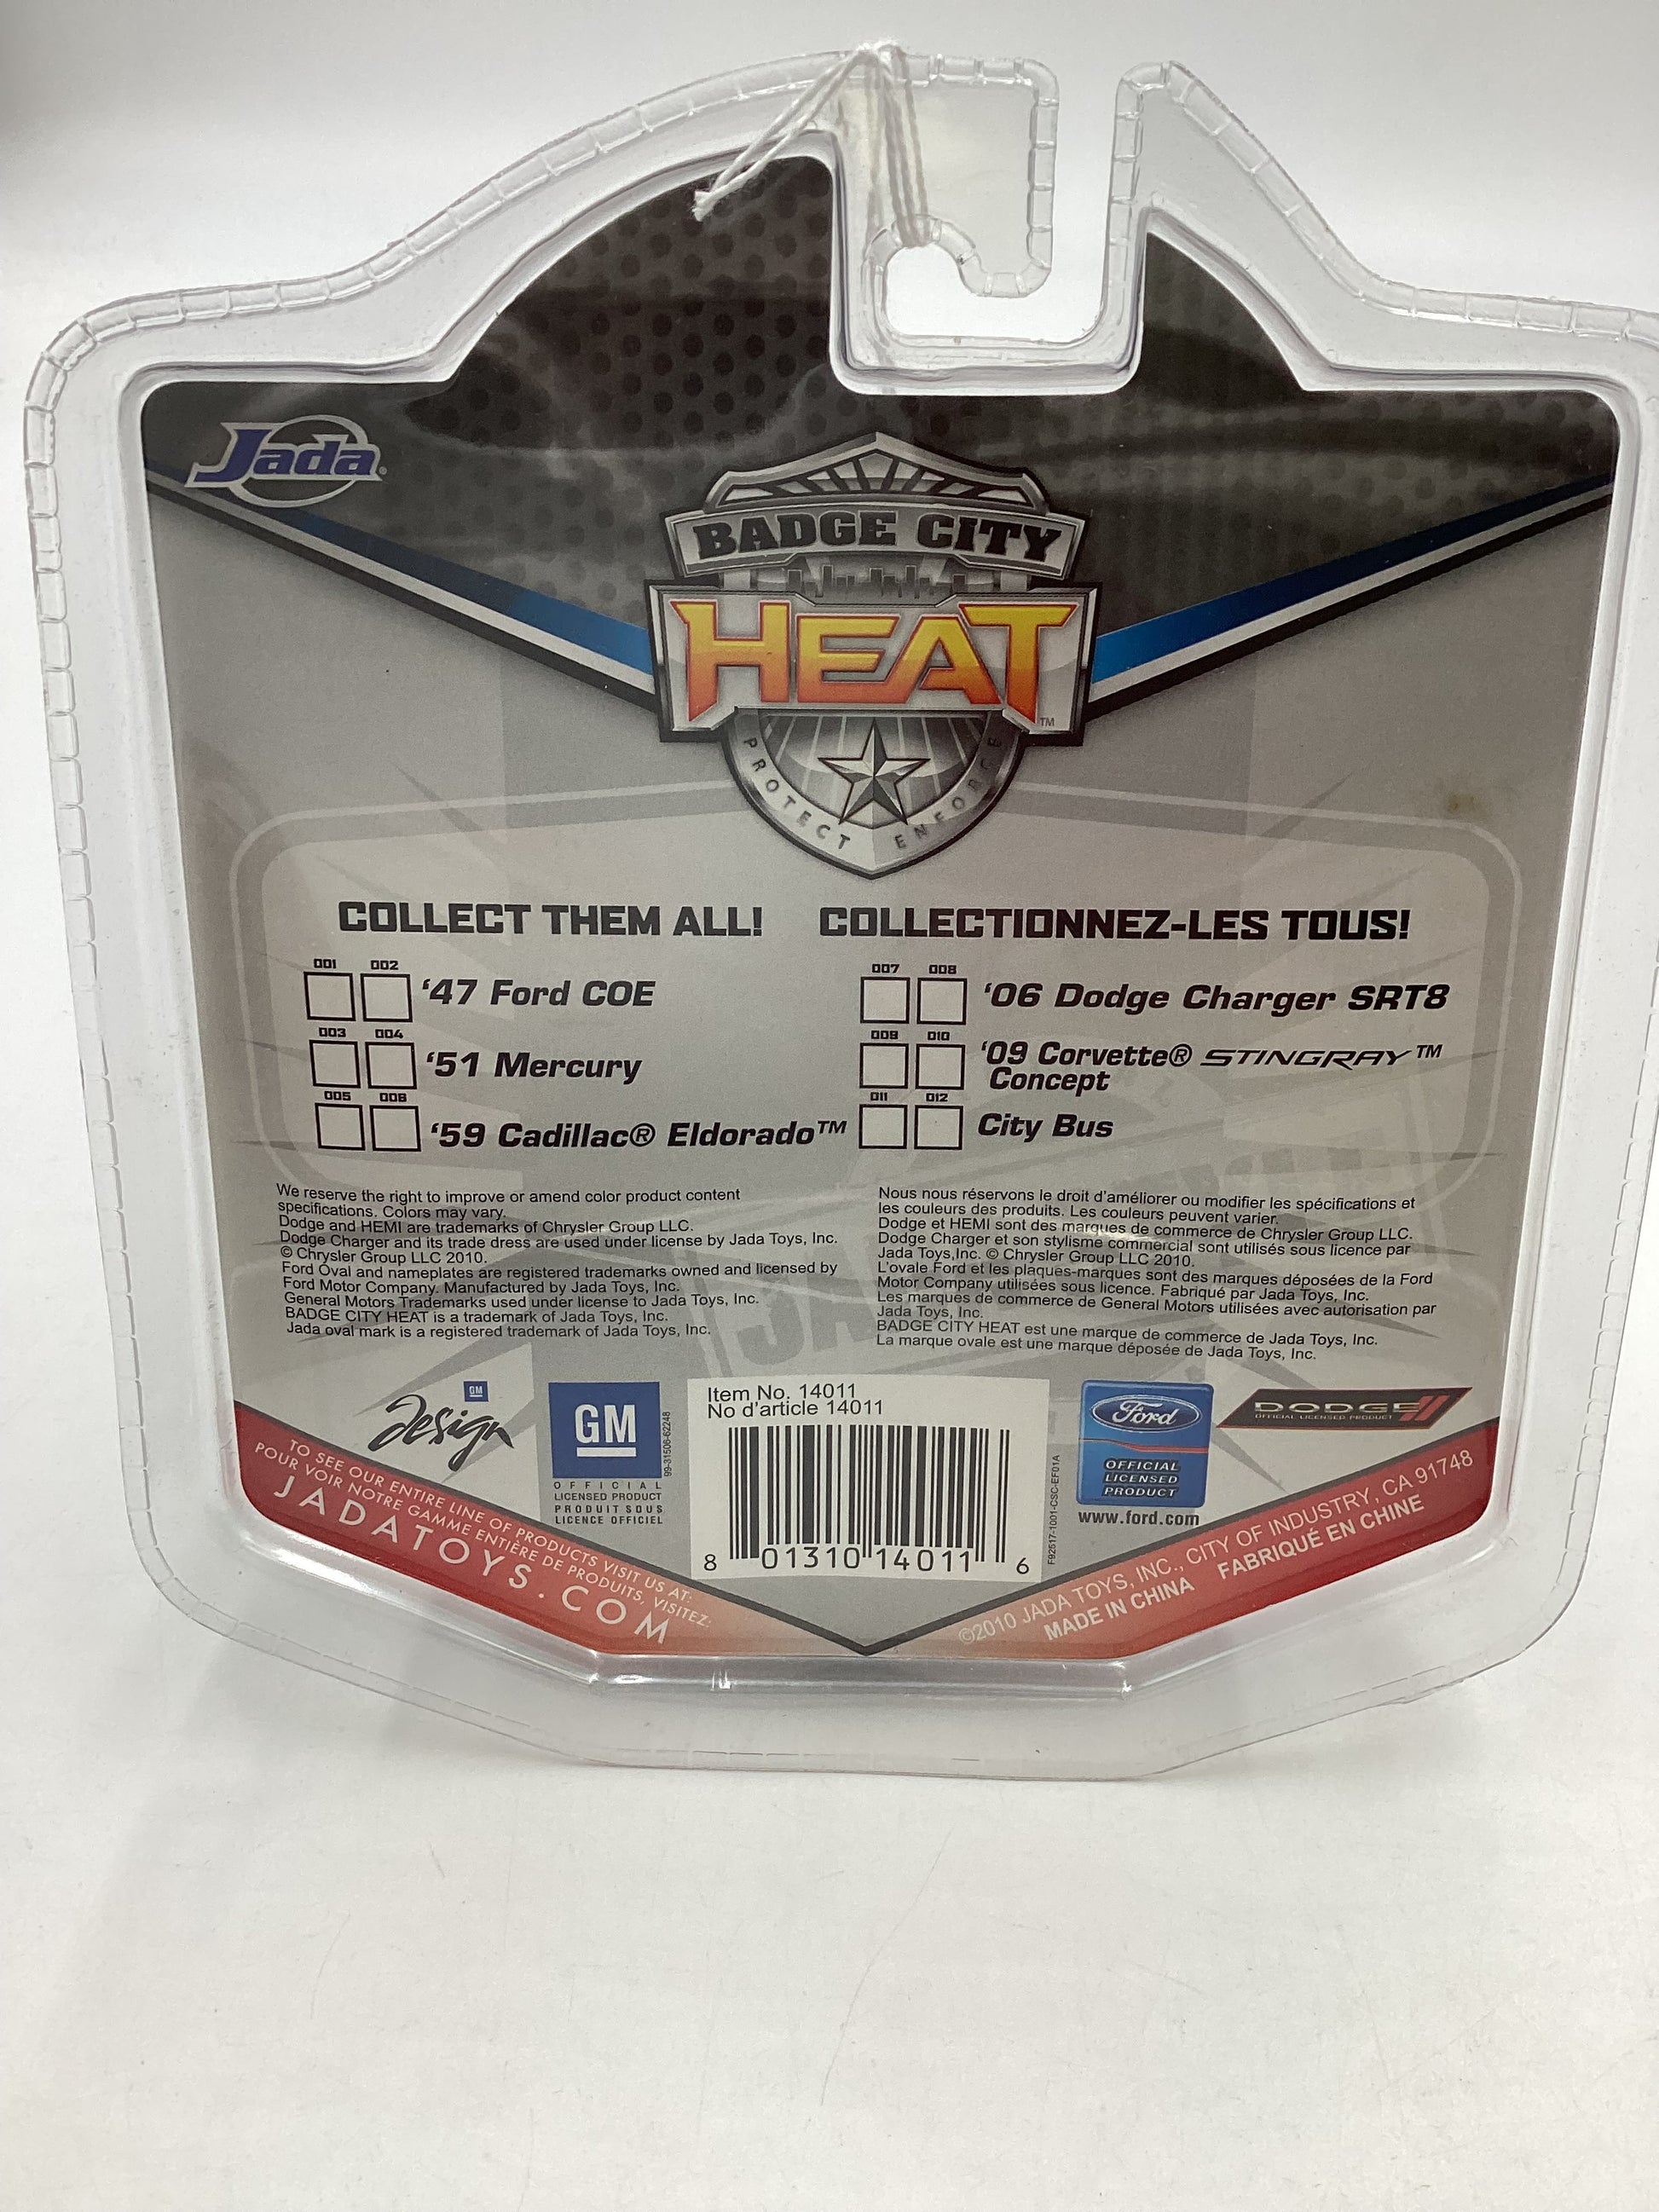 Jada®
BADGE CITY
HEAT™
PROTECT ENFORCE
COLLECT THEM ALL!
001 002 '47 Ford COE
003 004 '51 Mercury
005 006 '59 Cadillac® Eldorado™
COLLECTIONNEZ-LES TOUS!
007 008 '06 Dodge Charger SRT8
009 010 '09 Corvette® STINGRAY™
Concept
011 012 City Bus
We reserve the right to improve or amend color product content
specifications. Colors may vary.
Dodge and HEMI are trademarks of Chrysler Group LLC.
Dodge Charger and its trade dress are used under license by Jada Toys, Inc.
© Chrysler Group LLC 2010.
Ford Oval and nameplates are registered trademarks owned and licensed by
Ford Motor Company. Manufactured by Jada Toys, Inc.
General Motors Trademarks used under license to Jada Toys, Inc.
BADGE CITY HEAT is a trademark of Jada Toys, Inc.
Jada oval mark is a registered trademark of Jada Toys, Inc.
Nous nous réservons le droit d'améliorer ou modifier les spécifications et
les couleurs des produits. Les couleurs peuvent varier.
Dodge et HEMI sont des marques de commerce de Chrysler Group LLC.
Dodge Charger et son stylisme commercial sont utilisés sous licence par
Jada Toys,Inc. © Chrysler Group LLC 2010.
L'ovale Ford et les plaques-marques sont des marques déposées de la Ford
Motor Company utilisées sous licence. Fabriqué par Jada Toys, Inc.
Les marques de commerce de General Motors utilisées avec autorisation par
Jada Toys, Inc.
BADGE CITY HEAT est une marque de commerce de Jada Toys, Inc.
La marque ovale est une marque déposée de Jada Toys, Inc.
GM
design
GM
OFFICIAL
LICENSED PRODUCT
PRODUIT SOUS
LICENCE OFFICIEL
99-31506-62248
Item No. 14011
No d'article 14011
8 01310 14011 6
F92517-1001-CSC-EF01A
Ford
OFFICIAL
LICENSED
PRODUCT
www.ford.com
DODGE
OFFICIAL LICENSED PRODUCT
TO SEE OUR ENTIRE LINE OF PRODUCTS VISIT US AT:
POUR VOIR NOTRE GAMME ENTIÈRE DE PRODUITS, VISITEZ:
JADATOYS.COM
©2010 JADA TOYS, INC., CITY OF INDUSTRY, CA 91748
MADE IN CHINA FABRIQUÉ EN CHINE